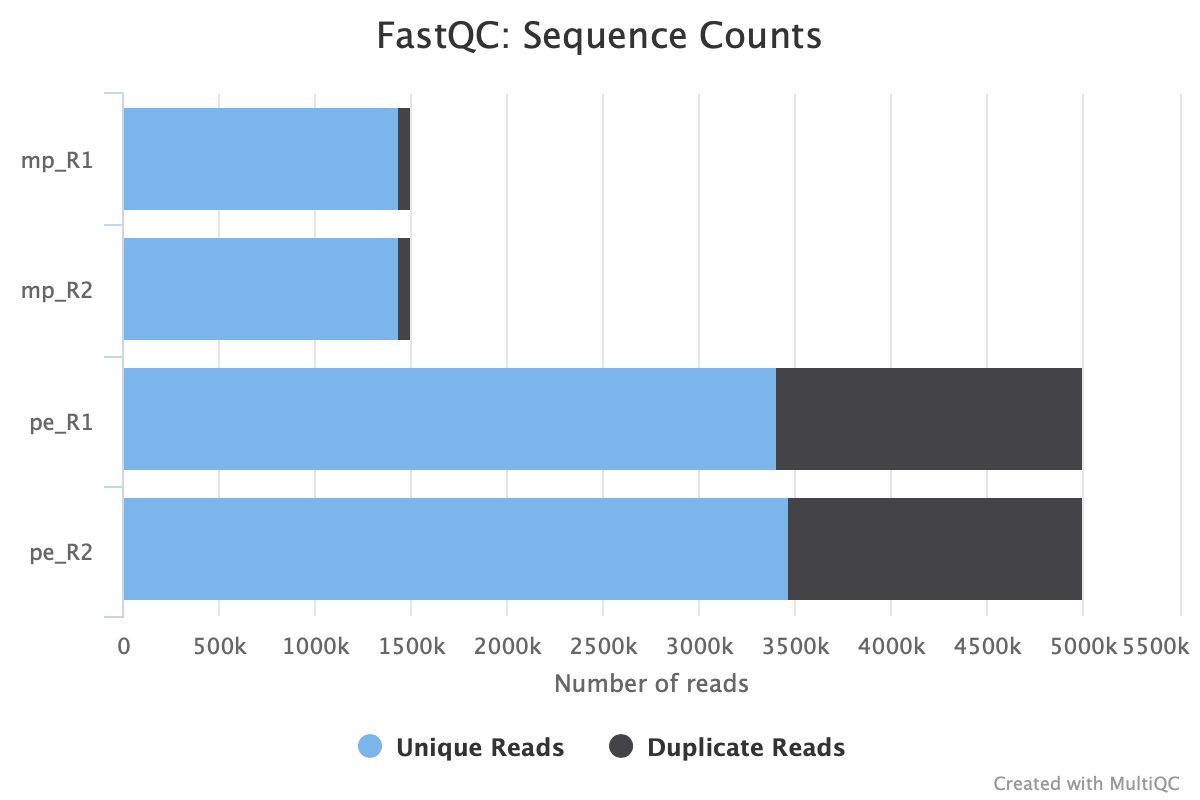 FastQC: Sequence Counts
mp_R1
mp_R2
pe_R1
pe_R2
0 500k 1000k 1500k 2000k 2500k 3000k 3500k 4000k 4500k 5000k 5500k
Number of reads
Unique Reads Duplicate Reads
Created with MultiQC